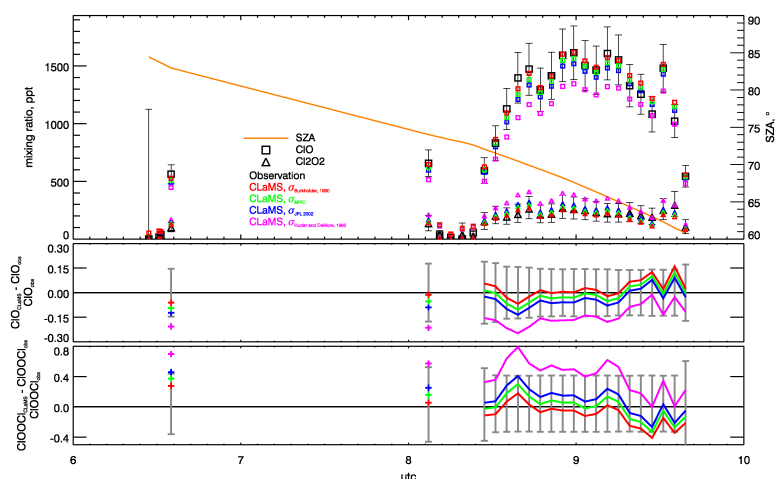 1500
1000
500
0
mixing ratio, ppt
90
85
80
75
70
65
60
SZA, °
SZA
ClO
Cl2O2
Observation
CLaMS, σBurkholder, 1990
CLaMS, σMPIC
CLaMS, σJPL 2002
CLaMS, σHuder and DeMore, 1995
0.30
0.15
0.00
-0.15
-0.30
ClOCLaMS - ClOobs
ClOobs
0.8
0.4
0.0
-0.4
ClOOClCLaMS - ClOOClobs
ClOOClobs
6
7
8
9
10
utc